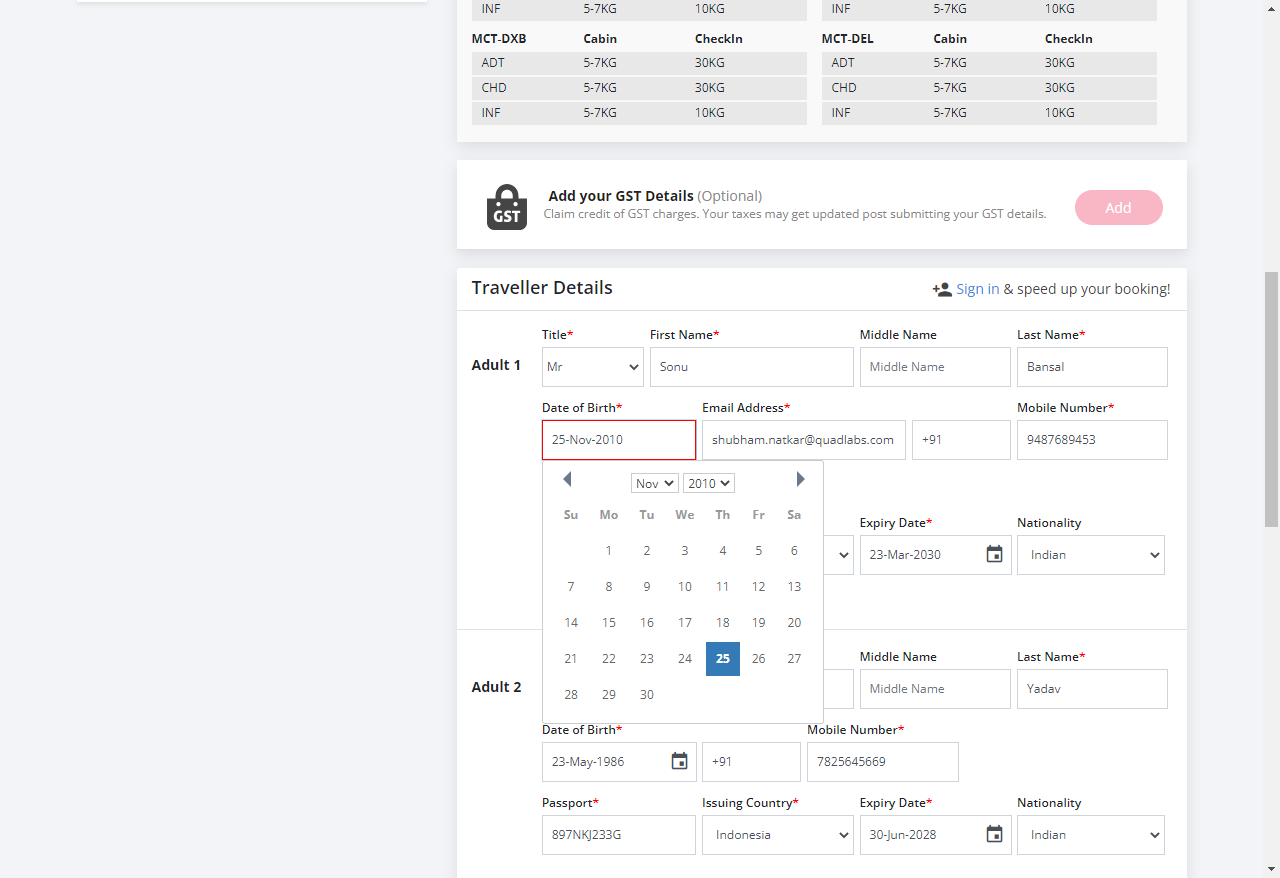 INF 5-7KG 10KG INF 5-7KG 10KG
MCT-DXB Cabin CheckIn MCT-DEL Cabin CheckIn
ADT 5-7KG 30KG ADT 5-7KG 30KG
CHD 5-7KG 30KG CHD 5-7KG 30KG
INF 5-7KG 10KG INF 5-7KG 10KG
GST
Add your GST Details (Optional)
Claim credit of GST charges. Your taxes may get updated post submitting your GST details.
Add
Traveller Details Sign in & speed up your booking!
Title* First Name* Middle Name Last Name*
Adult 1 Mr Sonu Middle Name Bansal
Date of Birth* Email Address* Mobile Number*
25-Nov-2010 shubham.natkar@quadlabs.com +91 9487689453
Nov 2010
Su Mo Tu We Th Fr Sa
1 2 3 4 5 6
7 8 9 10 11 12 13
14 15 16 17 18 19 20
21 22 23 24 25 26 27
28 29 30
Expiry Date* Nationality
23-Mar-2030 Indian
Middle Name Last Name*
Adult 2 Middle Name Yadav
Date of Birth* Mobile Number*
23-May-1986 +91 7825645669
Passport* Issuing Country* Expiry Date* Nationality
897NKJ233G Indonesia 30-Jun-2028 Indian